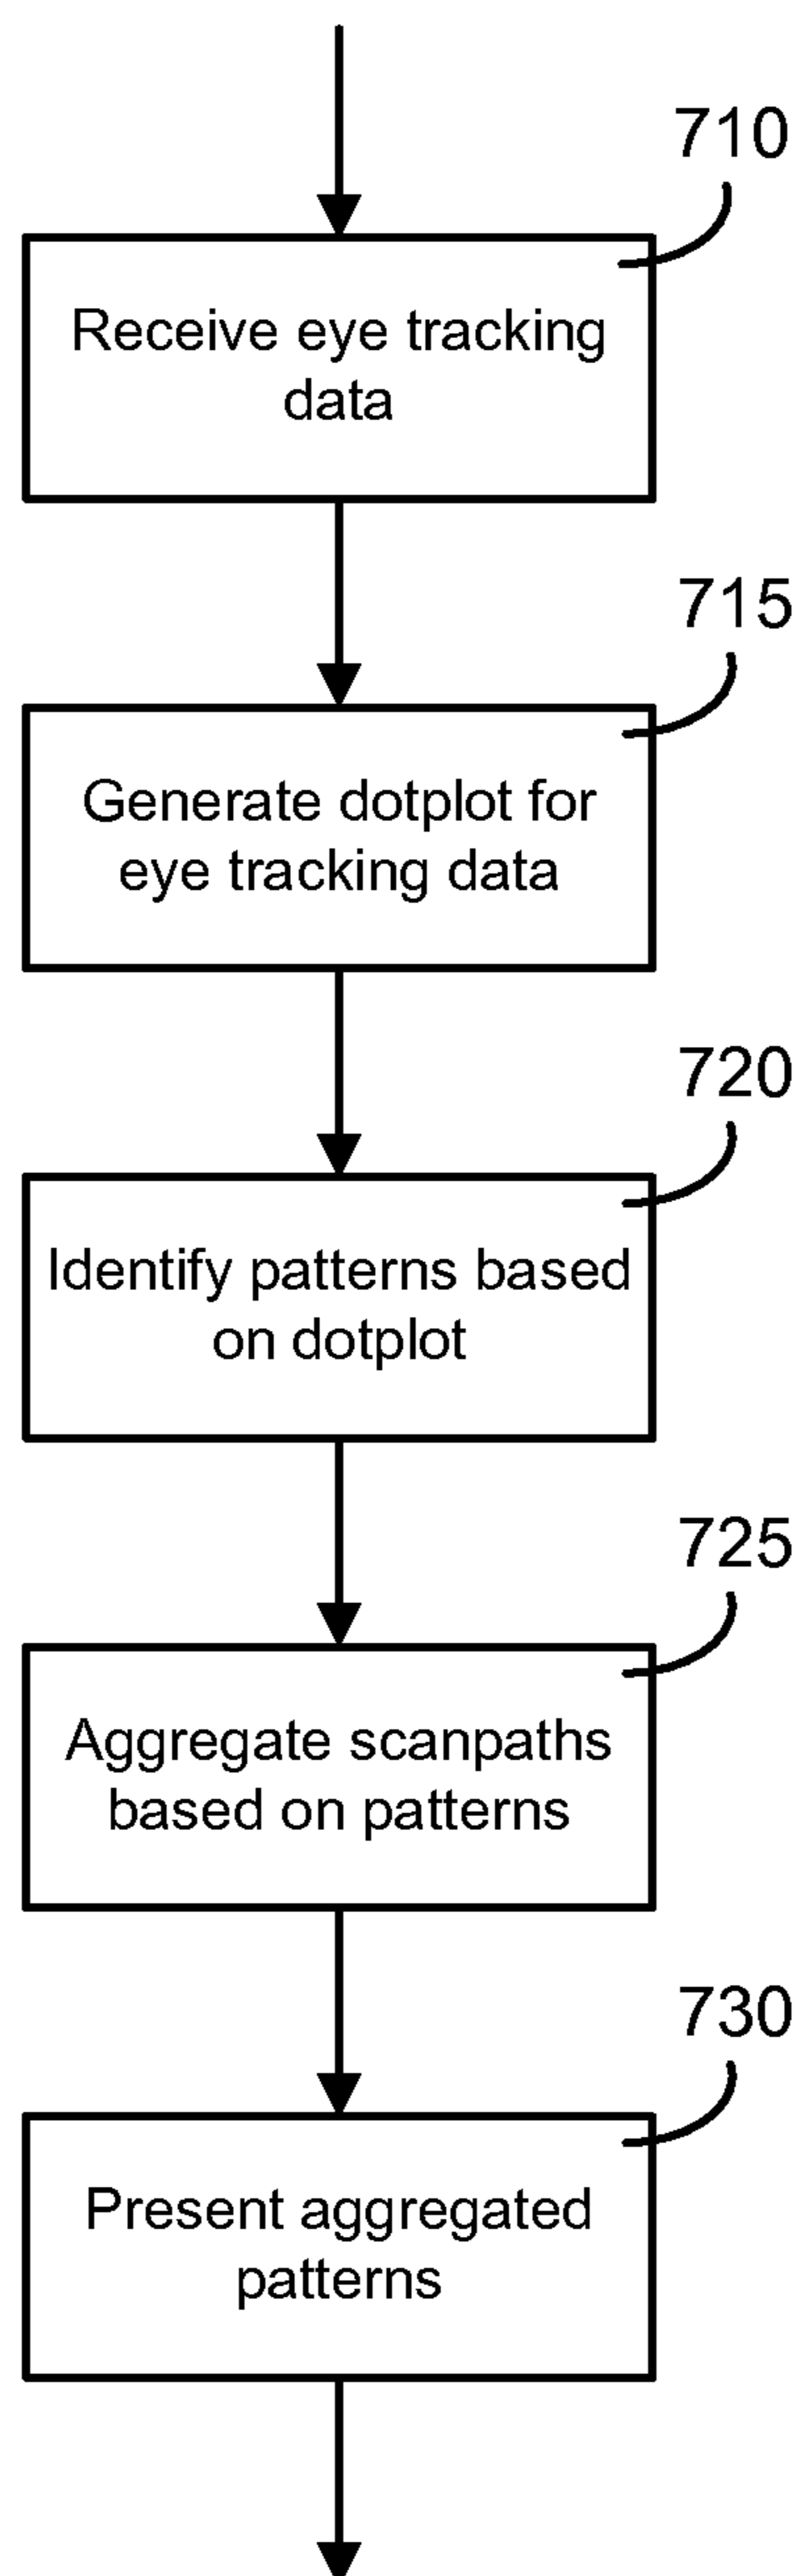 710
Receive eye tracking
data
715
Generate dotplot for
eye tracking data
720
Identify patterns based
on dotplot
725
Aggregate scanpaths
based on patterns
730
Present aggregated
patterns